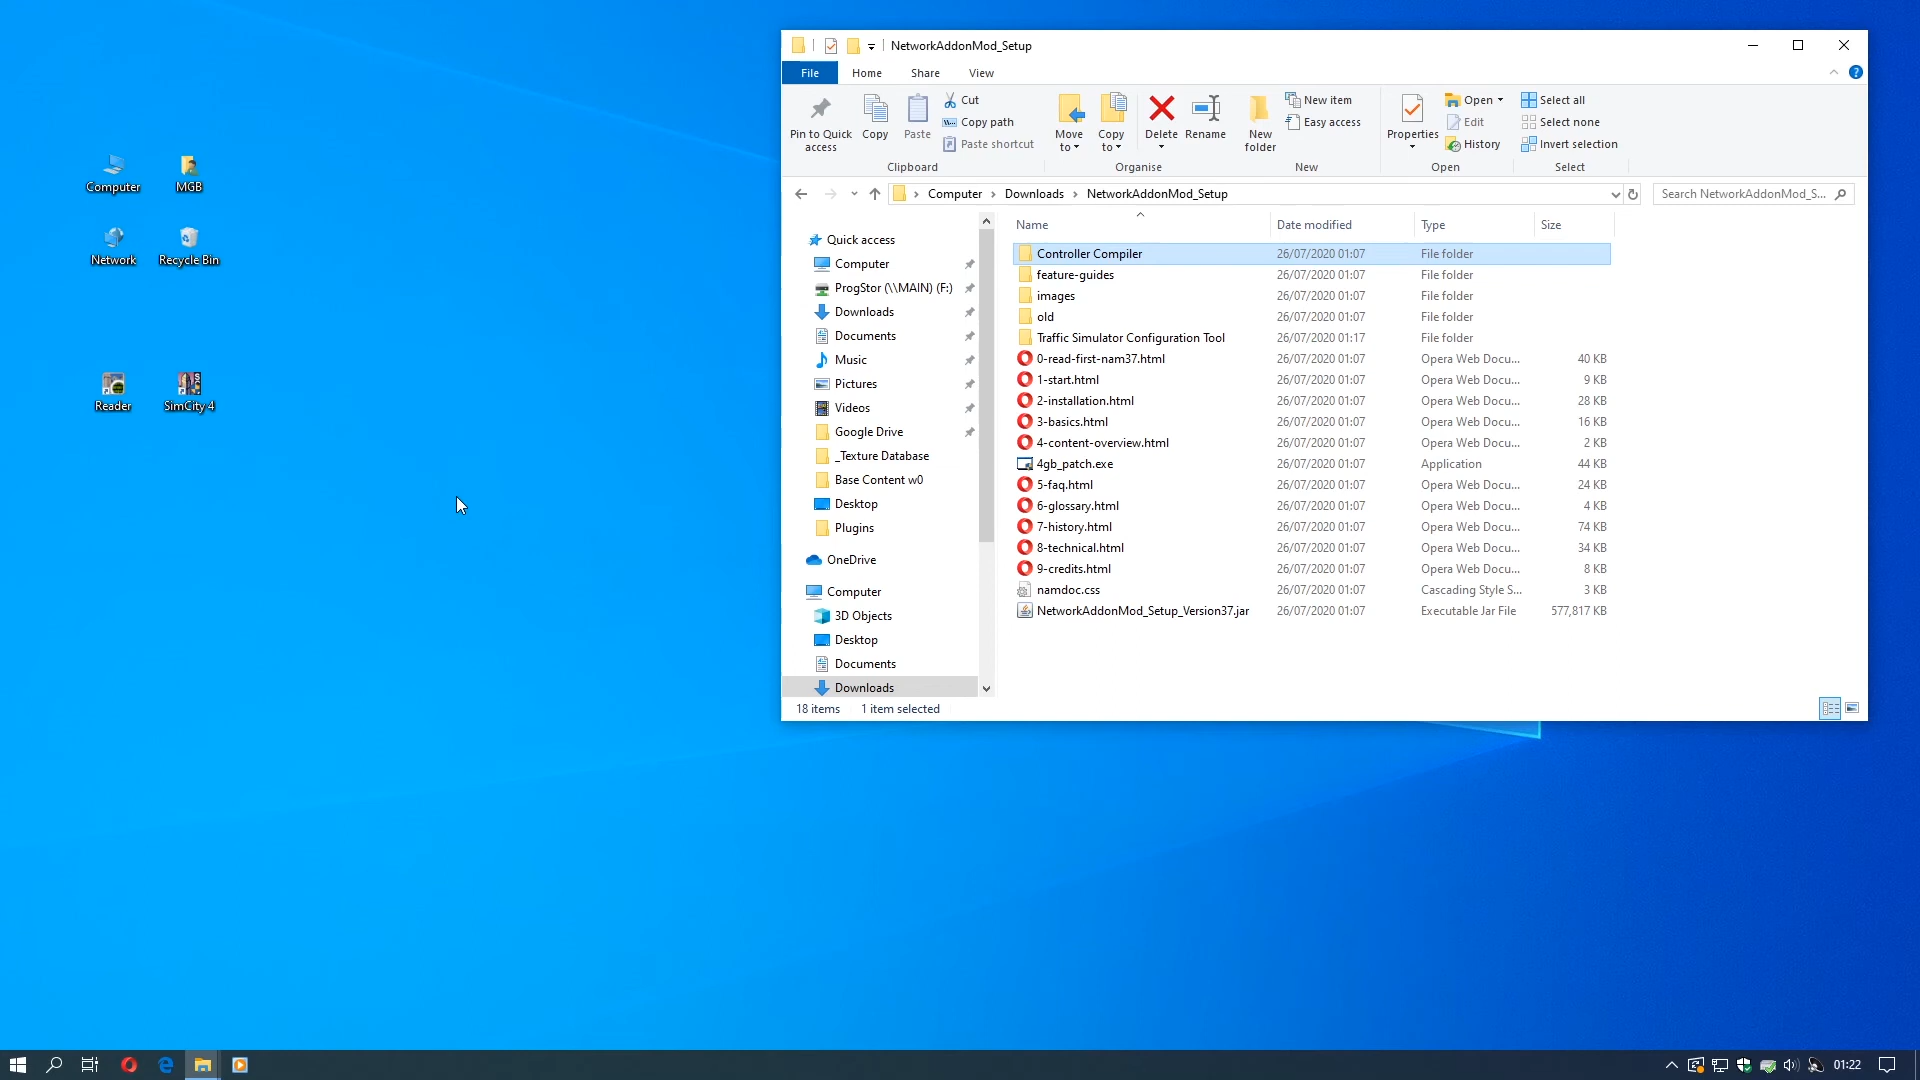 Computer
MGB
Network
Recycle Bin
Reader
SimCity 4
NetworkAddonMod_Setup
File Home Share View
Pin to Quick access
Copy
Paste
Cut
Copy path
Paste shortcut
Clipboard
Move to
Copy to
Delete
Rename
Organise
New folder
New item
Easy access
New
Properties
Open
Edit
History
Open
Select all
Select none
Invert selection
Select
Computer Downloads NetworkAddonMod_Setup
Search NetworkAddonMod_S...
Quick access
Computer
ProgStor (\\MAIN) (F:)
Downloads
Documents
Music
Pictures
Videos
Google Drive
_Texture Database
Base Content w0
Desktop
Plugins
OneDrive
Computer
3D Objects
Desktop
Documents
Downloads
Name Date modified Type Size
Controller Compiler 26/07/2020 01:07 File folder
feature-guides 26/07/2020 01:07 File folder
images 26/07/2020 01:07 File folder
old 26/07/2020 01:07 File folder
Traffic Simulator Configuration Tool 26/07/2020 01:17 File folder
0-read-first-nam37.html 26/07/2020 01:07 Opera Web Docu... 40 KB
1-start.html 26/07/2020 01:07 Opera Web Docu... 9 KB
2-installation.html 26/07/2020 01:07 Opera Web Docu... 28 KB
3-basics.html 26/07/2020 01:07 Opera Web Docu... 16 KB
4-content-overview.html 26/07/2020 01:07 Opera Web Docu... 2 KB
4gb_patch.exe 26/07/2020 01:07 Application 44 KB
5-faq.html 26/07/2020 01:07 Opera Web Docu... 24 KB
6-glossary.html 26/07/2020 01:07 Opera Web Docu... 4 KB
7-history.html 26/07/2020 01:07 Opera Web Docu... 74 KB
8-technical.html 26/07/2020 01:07 Opera Web Docu... 34 KB
9-credits.html 26/07/2020 01:07 Opera Web Docu... 8 KB
namdoc.css 26/07/2020 01:07 Cascading Style S... 3 KB
NetworkAddonMod_Setup_Version37.jar 26/07/2020 01:07 Executable Jar File 577,817 KB
18 items 1 item selected
01:22